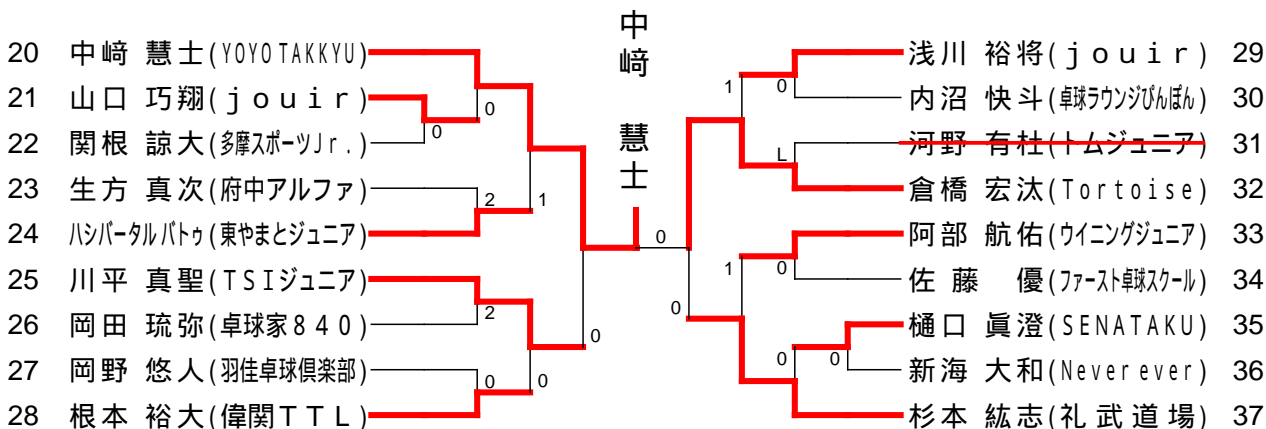 20 中﨑 慧士(YOYO TAKKYU)
21 山口 巧翔(jouir)
22 関根 諒大(多摩スポーツJr.)
23 生方 真次(府中アルファ)
24 ハシバータルバトゥ(東やまとジュニア)
25 川平 真聖(TSIジュニア)
26 岡田 琉弥(卓球家840)
27 岡野 悠人(羽佳卓球倶楽部)
28 根本 裕大(偉関TTL)
0
0
2
1
2
0
0
0
中﨑 慧士
0
浅川 裕将(jouir) 29
内沼 快斗(卓球ラウンジぴんぽん) 30
河野 有杜(トムジュニア) 31
倉橋 宏汰(Tortoise) 32
阿部 航佑(ウイニングジュニア) 33
佐藤 優(ファースト卓球スクール) 34
樋口 眞澄(SENATAKU) 35
新海 大和(Never ever) 36
杉本 紘志(礼武道場) 37
1
0
L
1
0
0
0
0